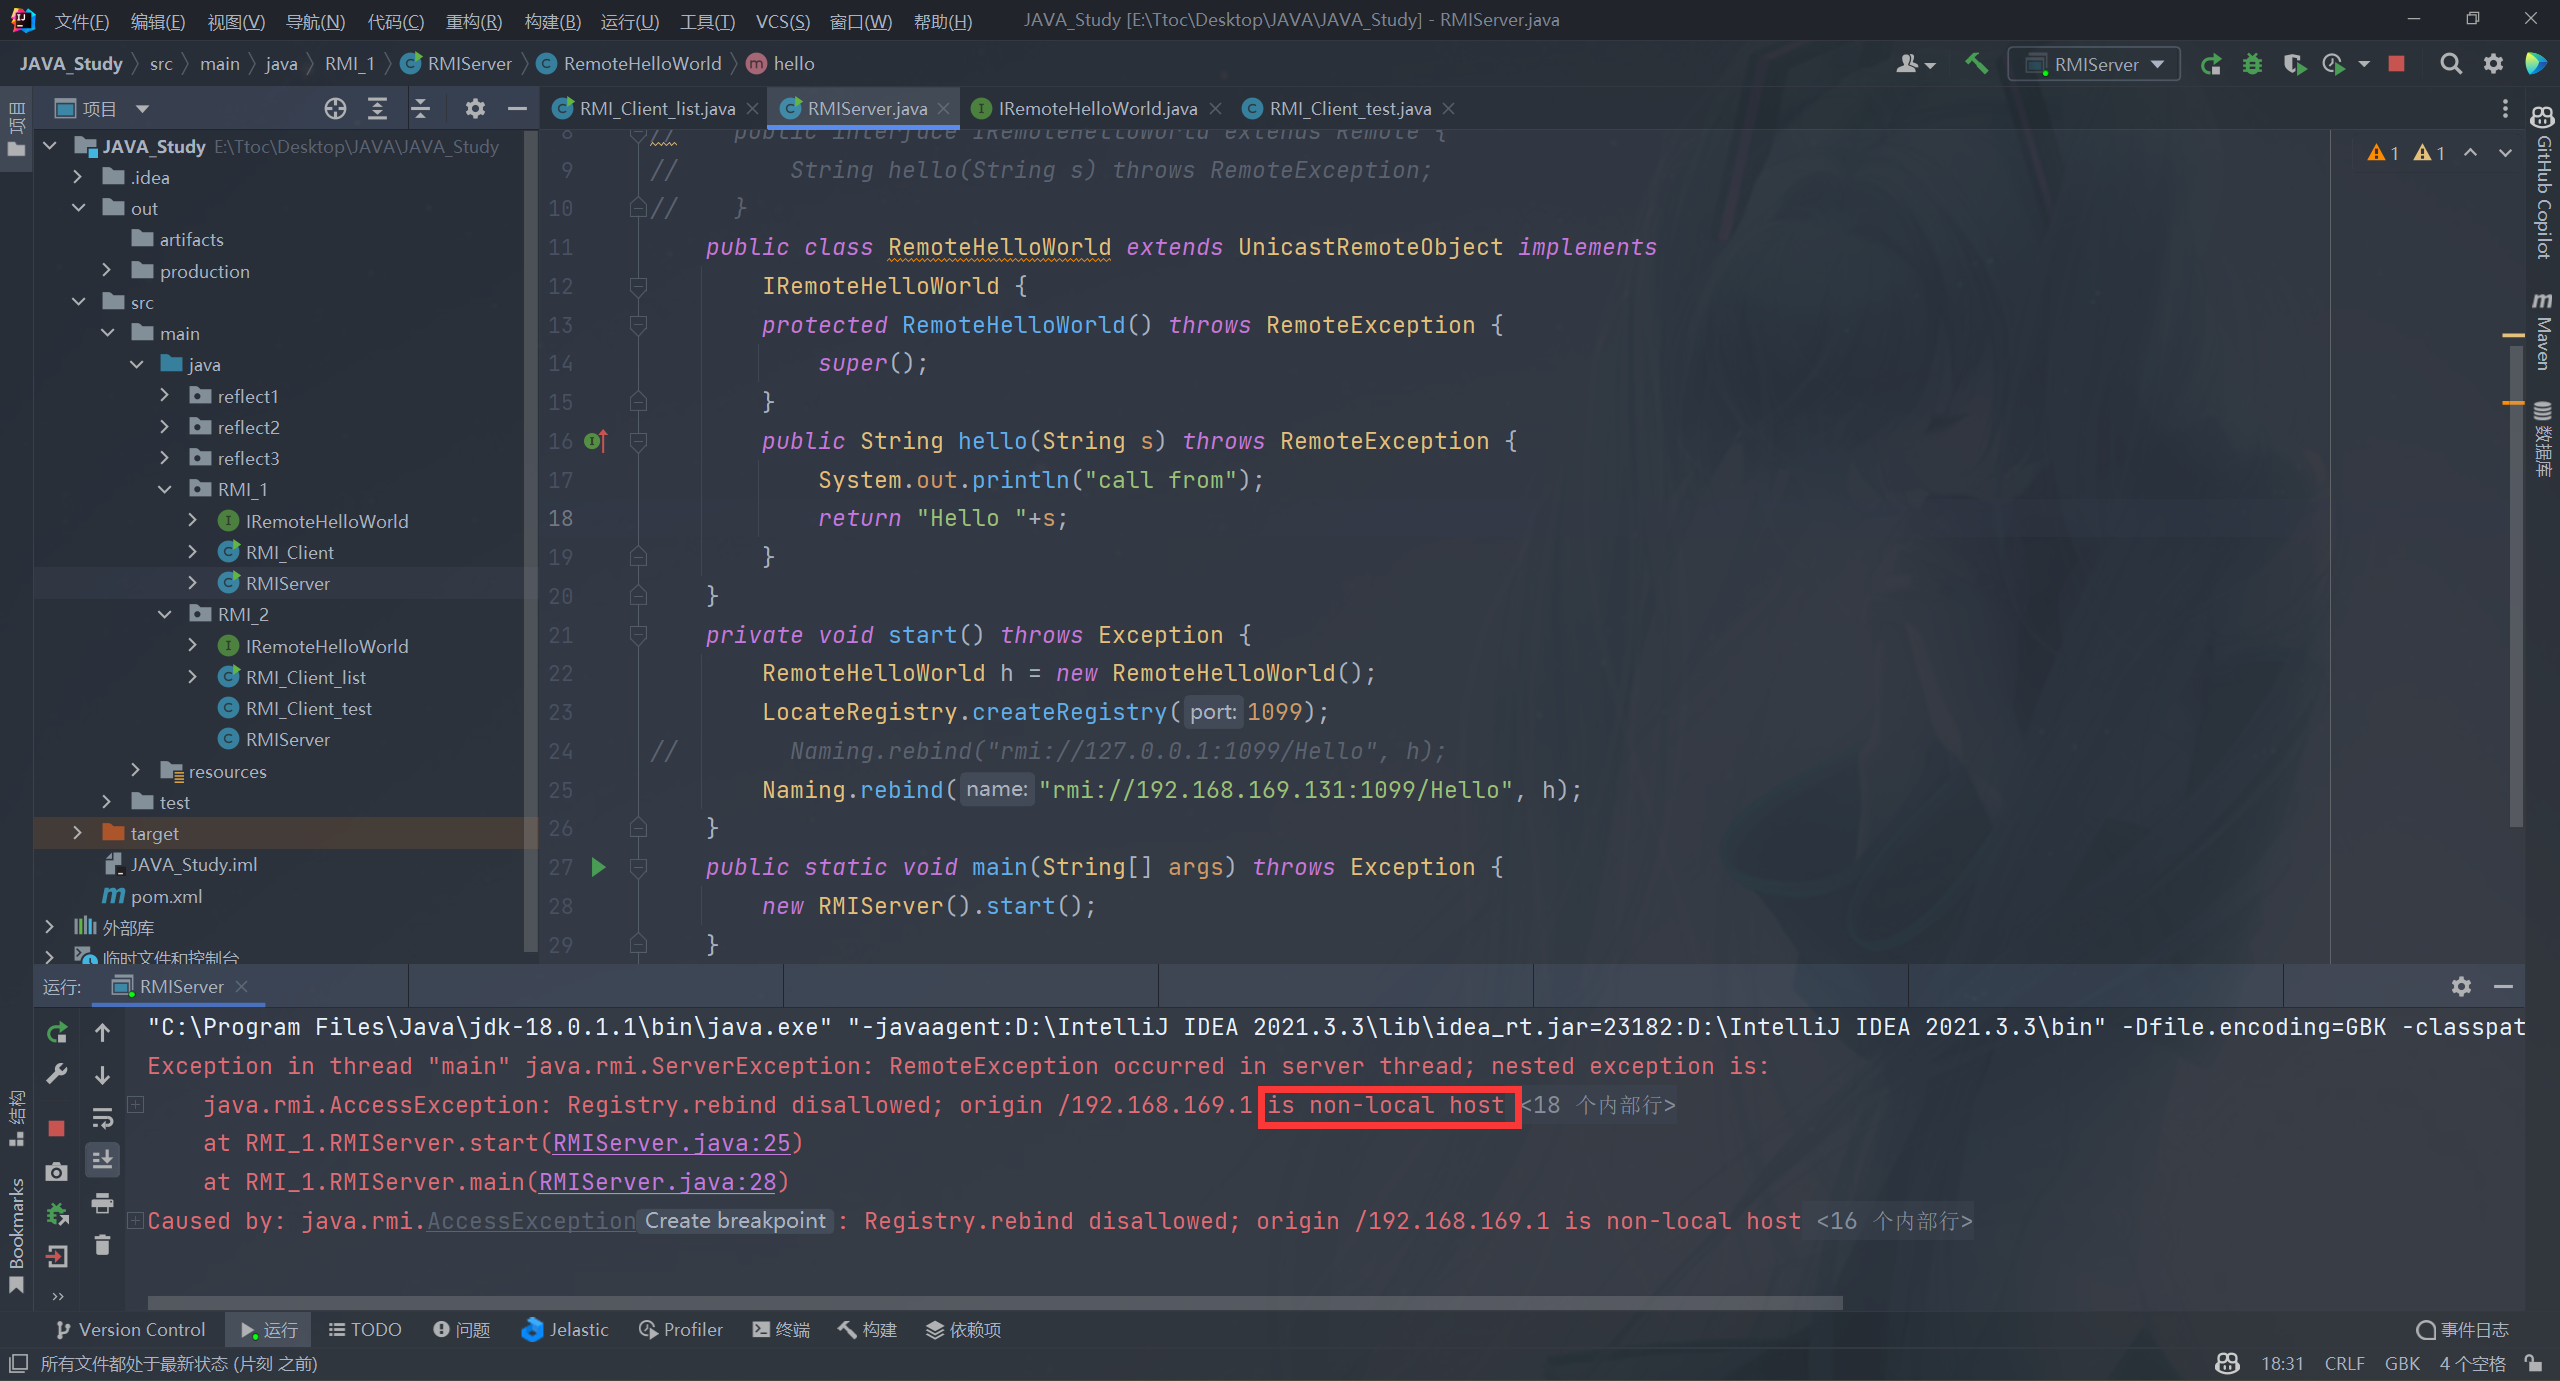 文件(F) 编辑(E) 视图(V) 导航(N) 代码(C) 重构(R) 构建(B) 运行(U) 工具(T) VCS(S) 窗口(W) 帮助(H) JAVA_Study [E:\Ttoc\Desktop\JAVA\JAVA_Study] - RMIServer.java
JAVA_Study src main java RMI_1 RMIServer RemoteHelloWorld hello RMIServer
项目
项目
RMI_Client_list.java RMIServer.java IRemoteHelloWorld.java RMI_Client_test.java
JAVA_Study E:\Ttoc\Desktop\JAVA\JAVA_Study
.idea
out
artifacts
production
src
main
java
reflect1
reflect2
reflect3
RMI_1
IRemoteHelloWorld
RMI_Client
RMIServer
RMI_2
IRemoteHelloWorld
RMI_Client_list
RMI_Client_test
RMIServer
resources
test
target
JAVA_Study.iml
pom.xml
外部库
临时文件和控制台
8 // public interface IRemoteHelloWorld extends Remote {
9 // String hello(String s) throws RemoteException;
10 // }
11 public class RemoteHelloWorld extends UnicastRemoteObject implements
12 IRemoteHelloWorld {
13 protected RemoteHelloWorld() throws RemoteException {
14 super();
15 }
16 public String hello(String s) throws RemoteException {
17 System.out.println("call from");
18 return "Hello "+s;
19 }
20 }
21 private void start() throws Exception {
22 RemoteHelloWorld h = new RemoteHelloWorld();
23 LocateRegistry.createRegistry( port: 1099);
24 // Naming.rebind("rmi://127.0.0.1:1099/Hello", h);
25 Naming.rebind( name: "rmi://192.168.169.131:1099/Hello", h);
26 }
27 public static void main(String[] args) throws Exception {
28 new RMIServer().start();
29 }
1 1
GitHub Copilot
Maven
数据库
运行: RMIServer
"C:\Program Files\Java\jdk-18.0.1.1\bin\java.exe" "-javaagent:D:\IntelliJ IDEA 2021.3.3\lib\idea_rt.jar=23182:D:\IntelliJ IDEA 2021.3.3\bin" -Dfile.encoding=GBK -classpat
Exception in thread "main" java.rmi.ServerException: RemoteException occurred in server thread; nested exception is:
java.rmi.AccessException: Registry.rebind disallowed; origin /192.168.169.1 is non-local host <18 个内部行>
at RMI_1.RMIServer.start(RMIServer.java:25)
at RMI_1.RMIServer.main(RMIServer.java:28)
Caused by: java.rmi.AccessException Create breakpoint : Registry.rebind disallowed; origin /192.168.169.1 is non-local host <16 个内部行>
结构
Bookmarks
Version Control 运行 TODO 问题 Jelastic Profiler 终端 构建 依赖项 事件日志
所有文件都处于最新状态 (片刻 之前) 18:31 CRLF GBK 4 个空格